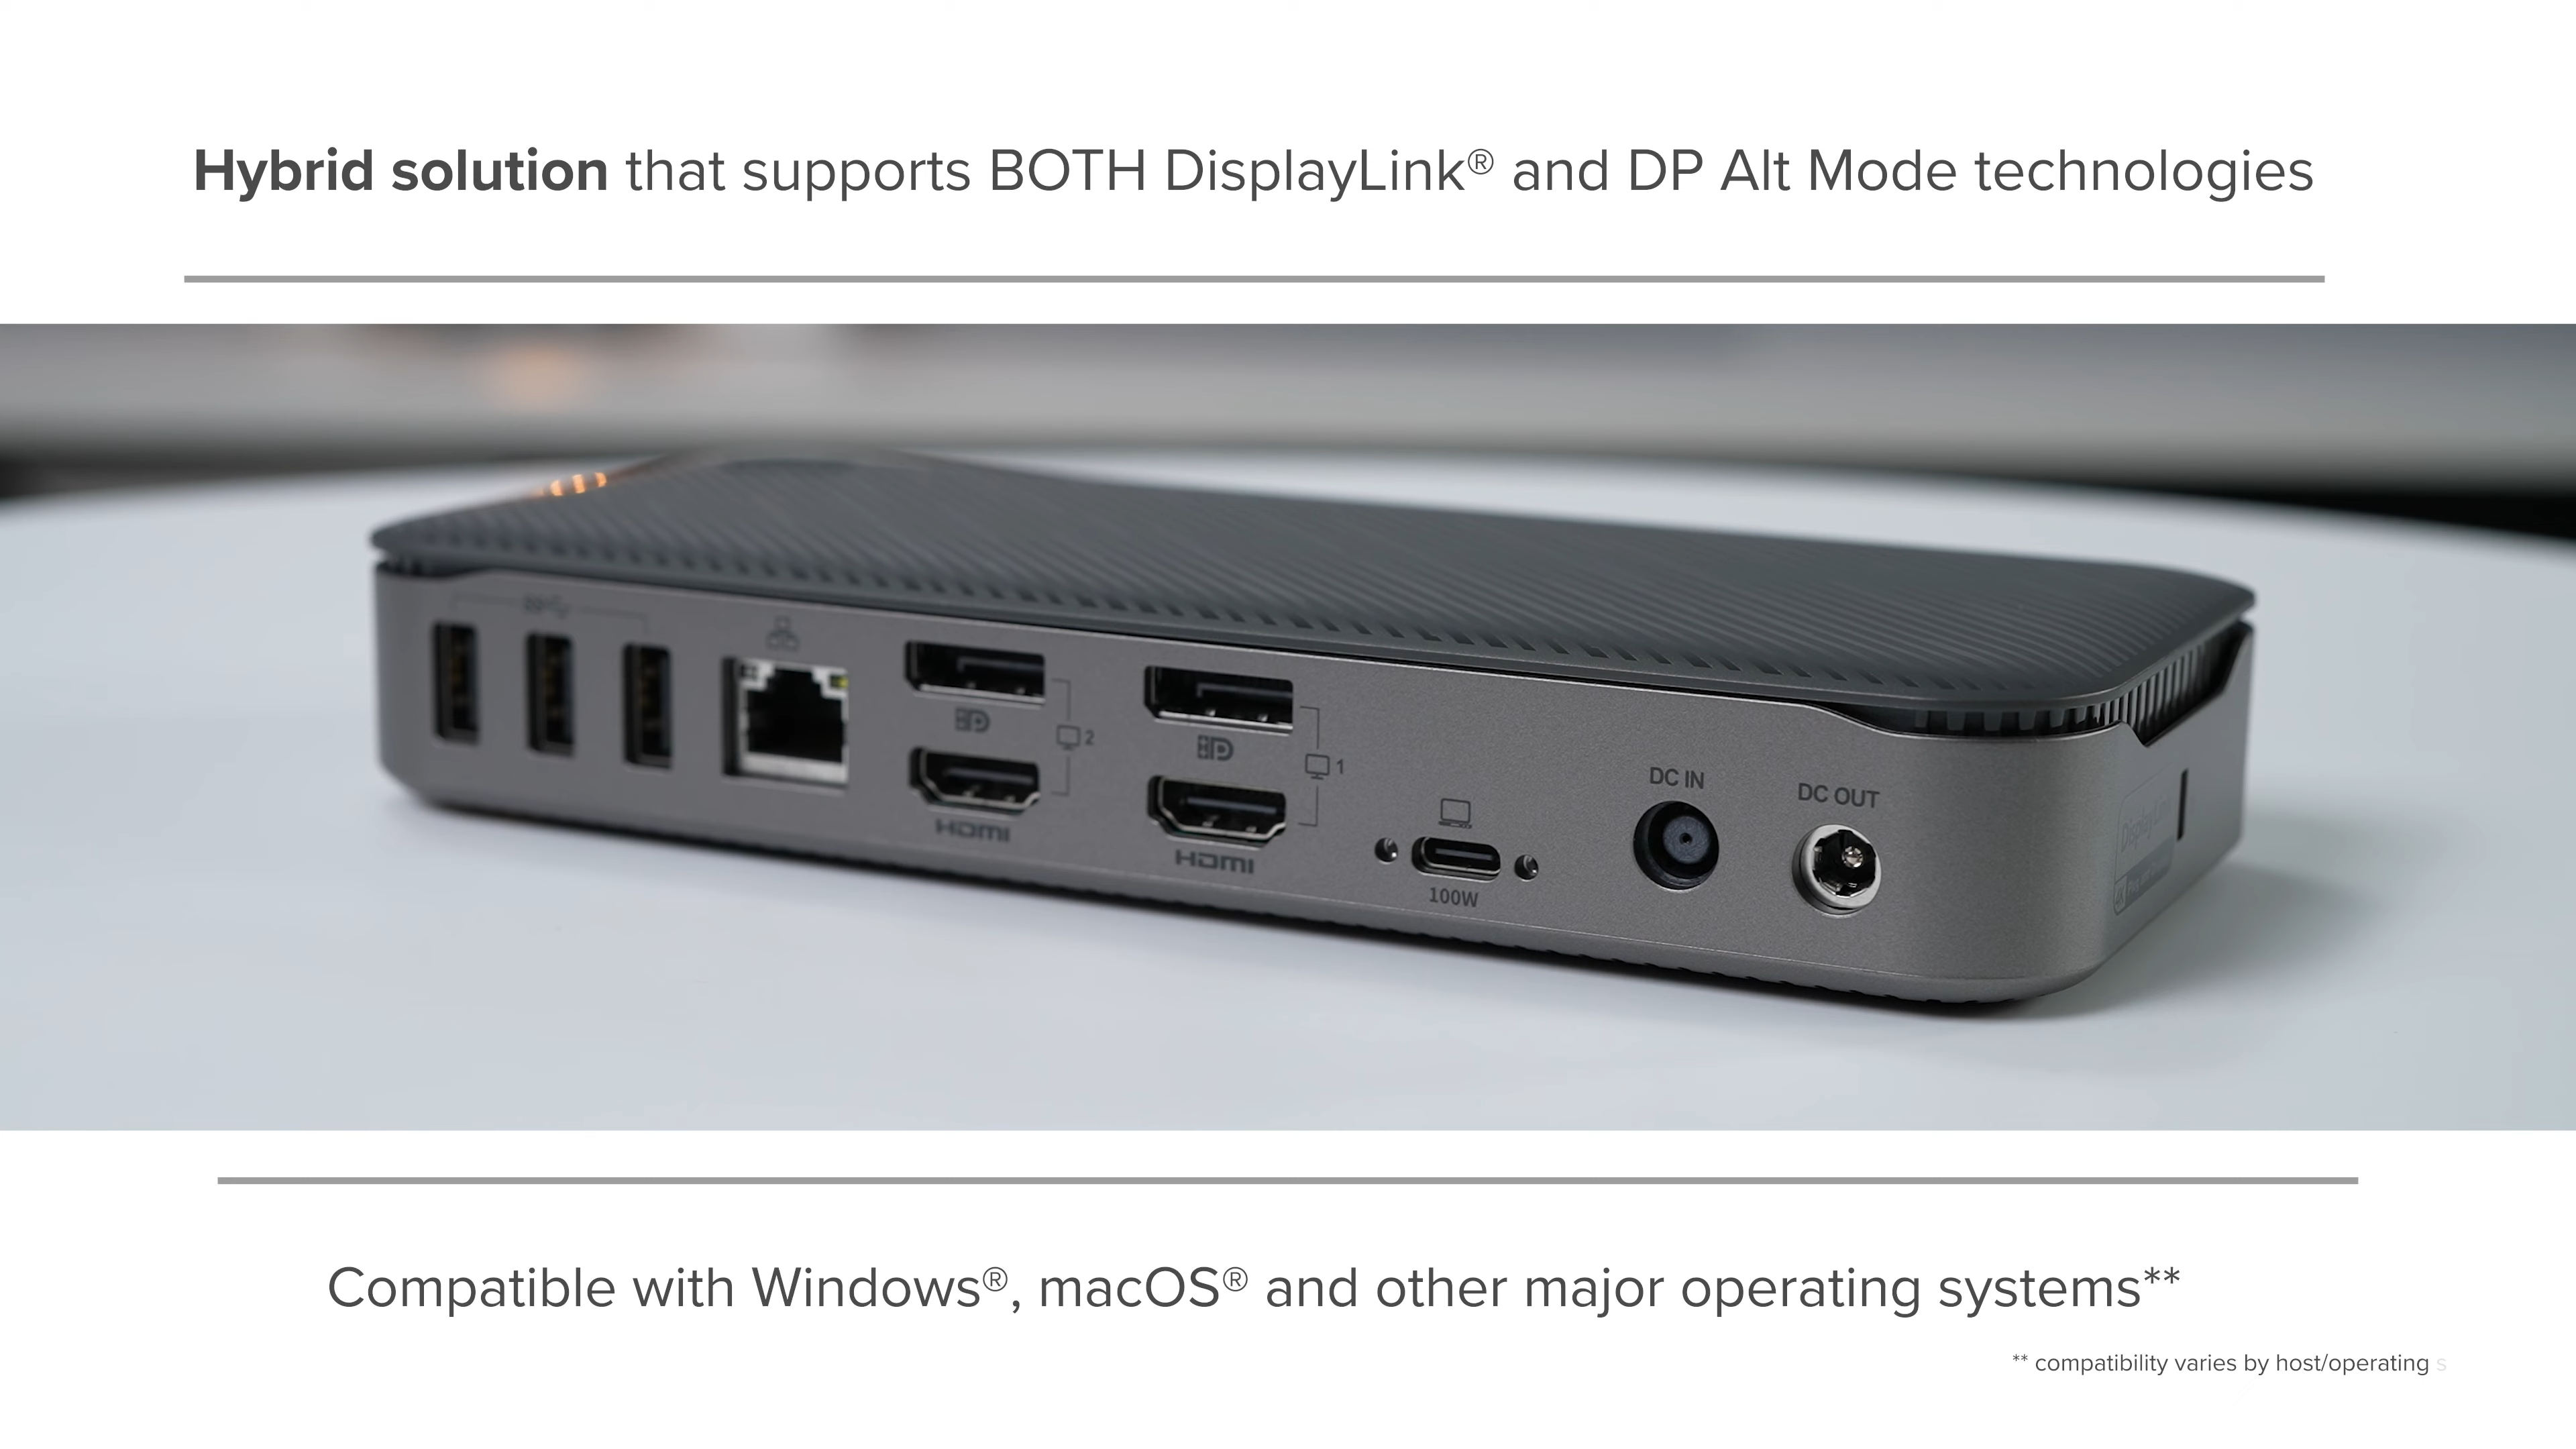 Hybrid solution that supports BOTH DisplayLink® and DP Alt Mode technologies
2
1
HDMI
HDMI
100W
DC IN
DC OUT
Compatible with Windows®, macOS® and other major operating systems**
** compatibility varies by host/operating s